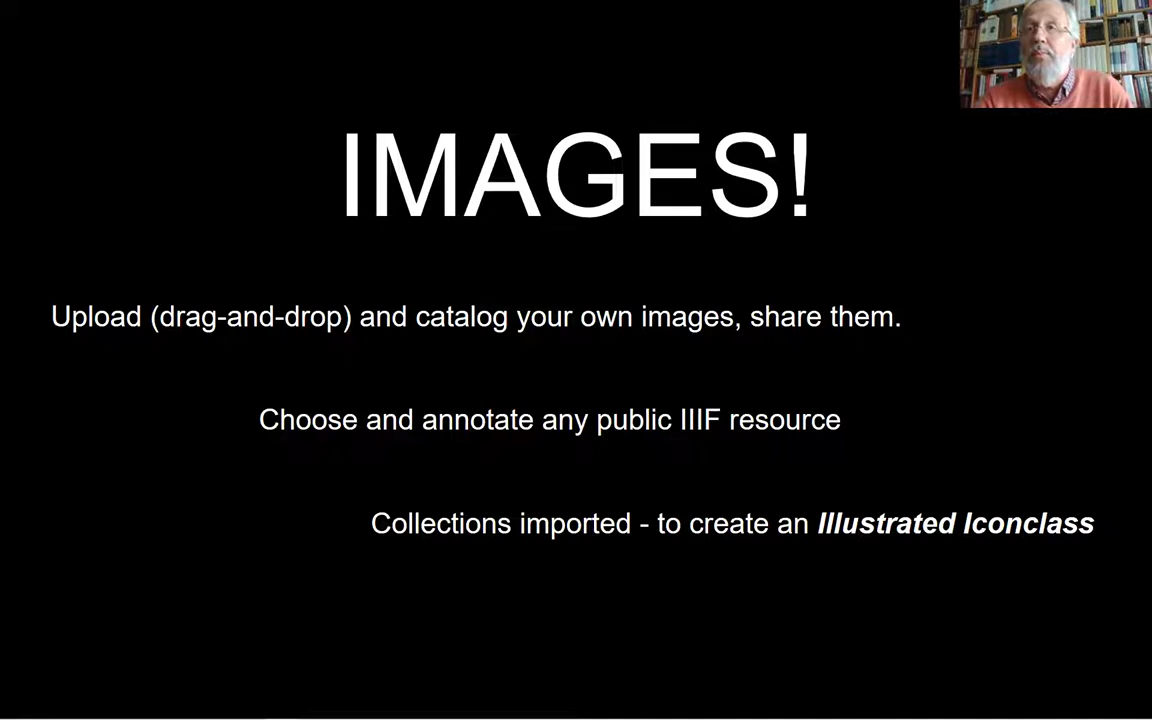 IMAGES!
Upload (drag-and-drop) and catalog your own images, share them.
Choose and annotate any public IIIF resource
Collections imported - to create an Illustrated Iconclass